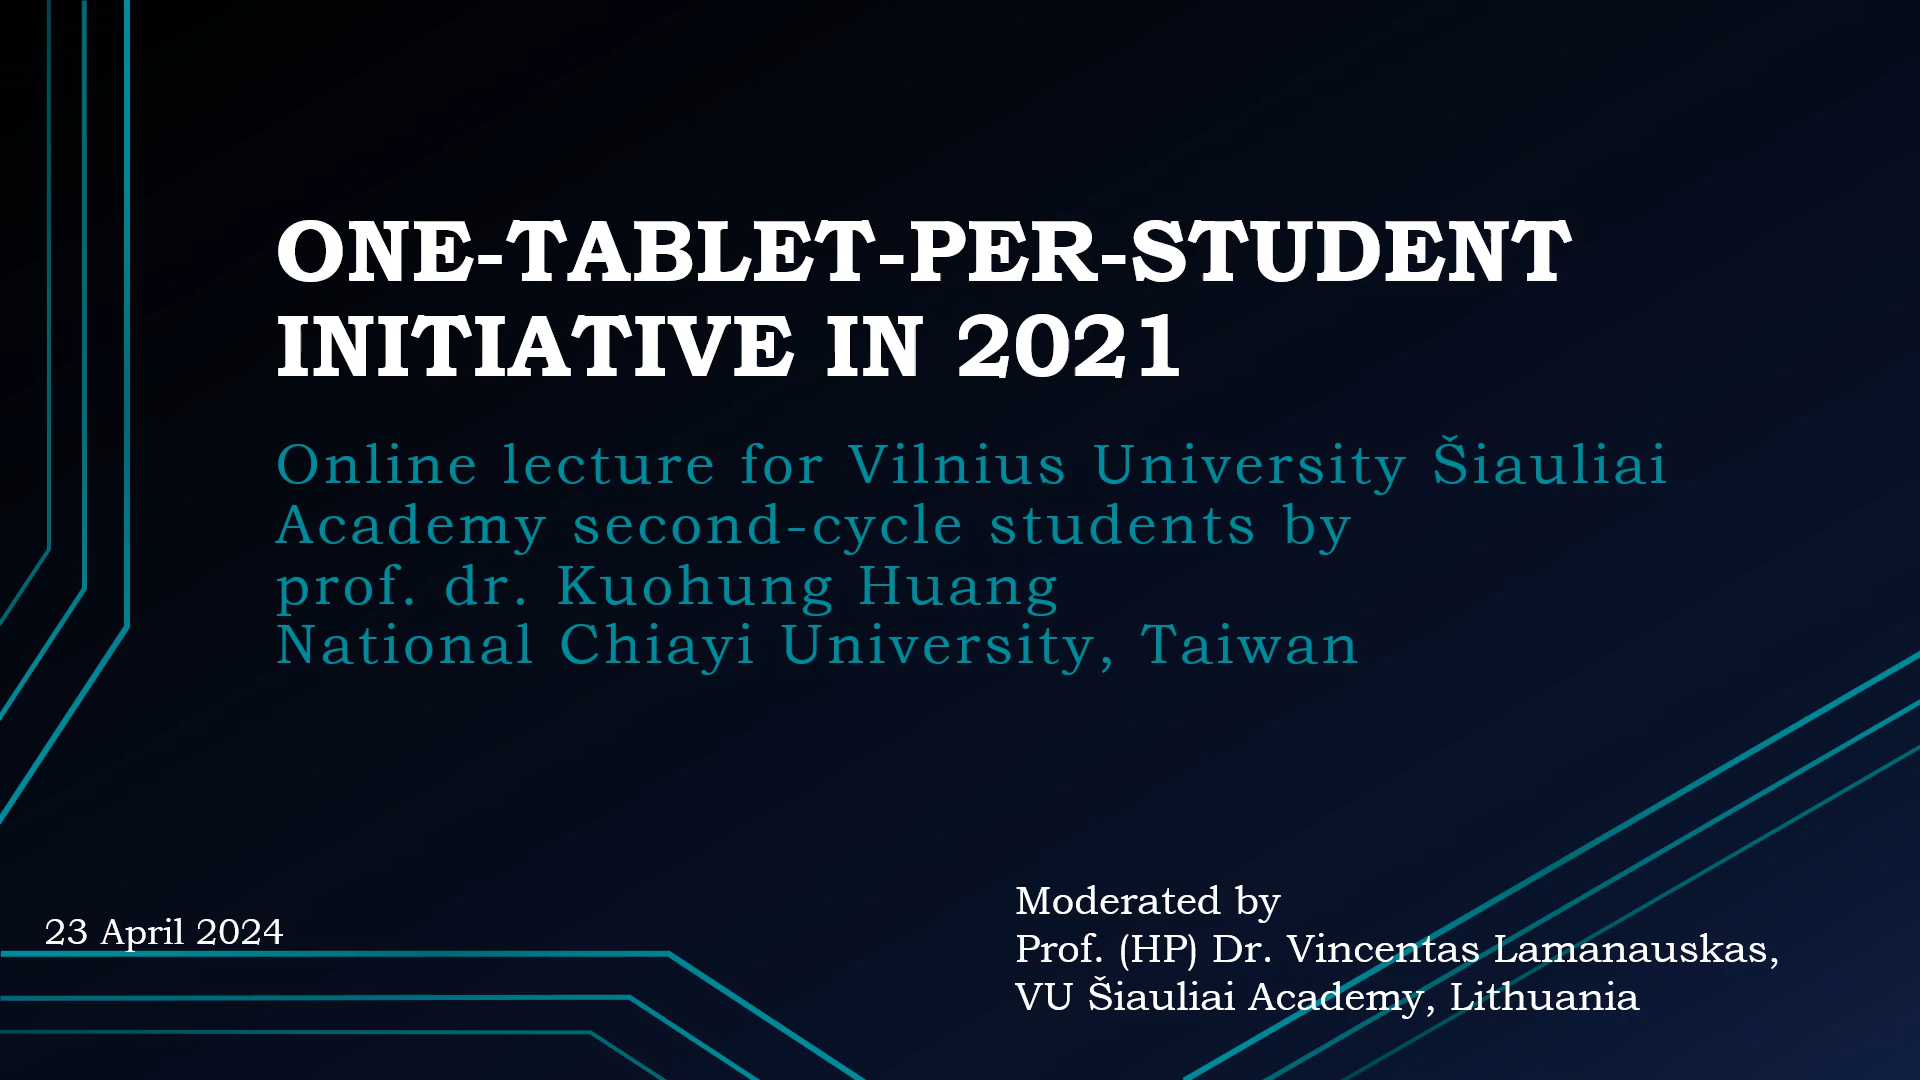 ONE-TABLET-PER-STUDENT
INITIATIVE IN 2021
Online lecture for Vilnius University Šiauliai
Academy second-cycle students by
prof. dr. Kuohung Huang
National Chiayi University, Taiwan
23 April 2024
Moderated by
Prof. (HP) Dr. Vincentas Lamanauskas,
VU Šiauliai Academy, Lithuania